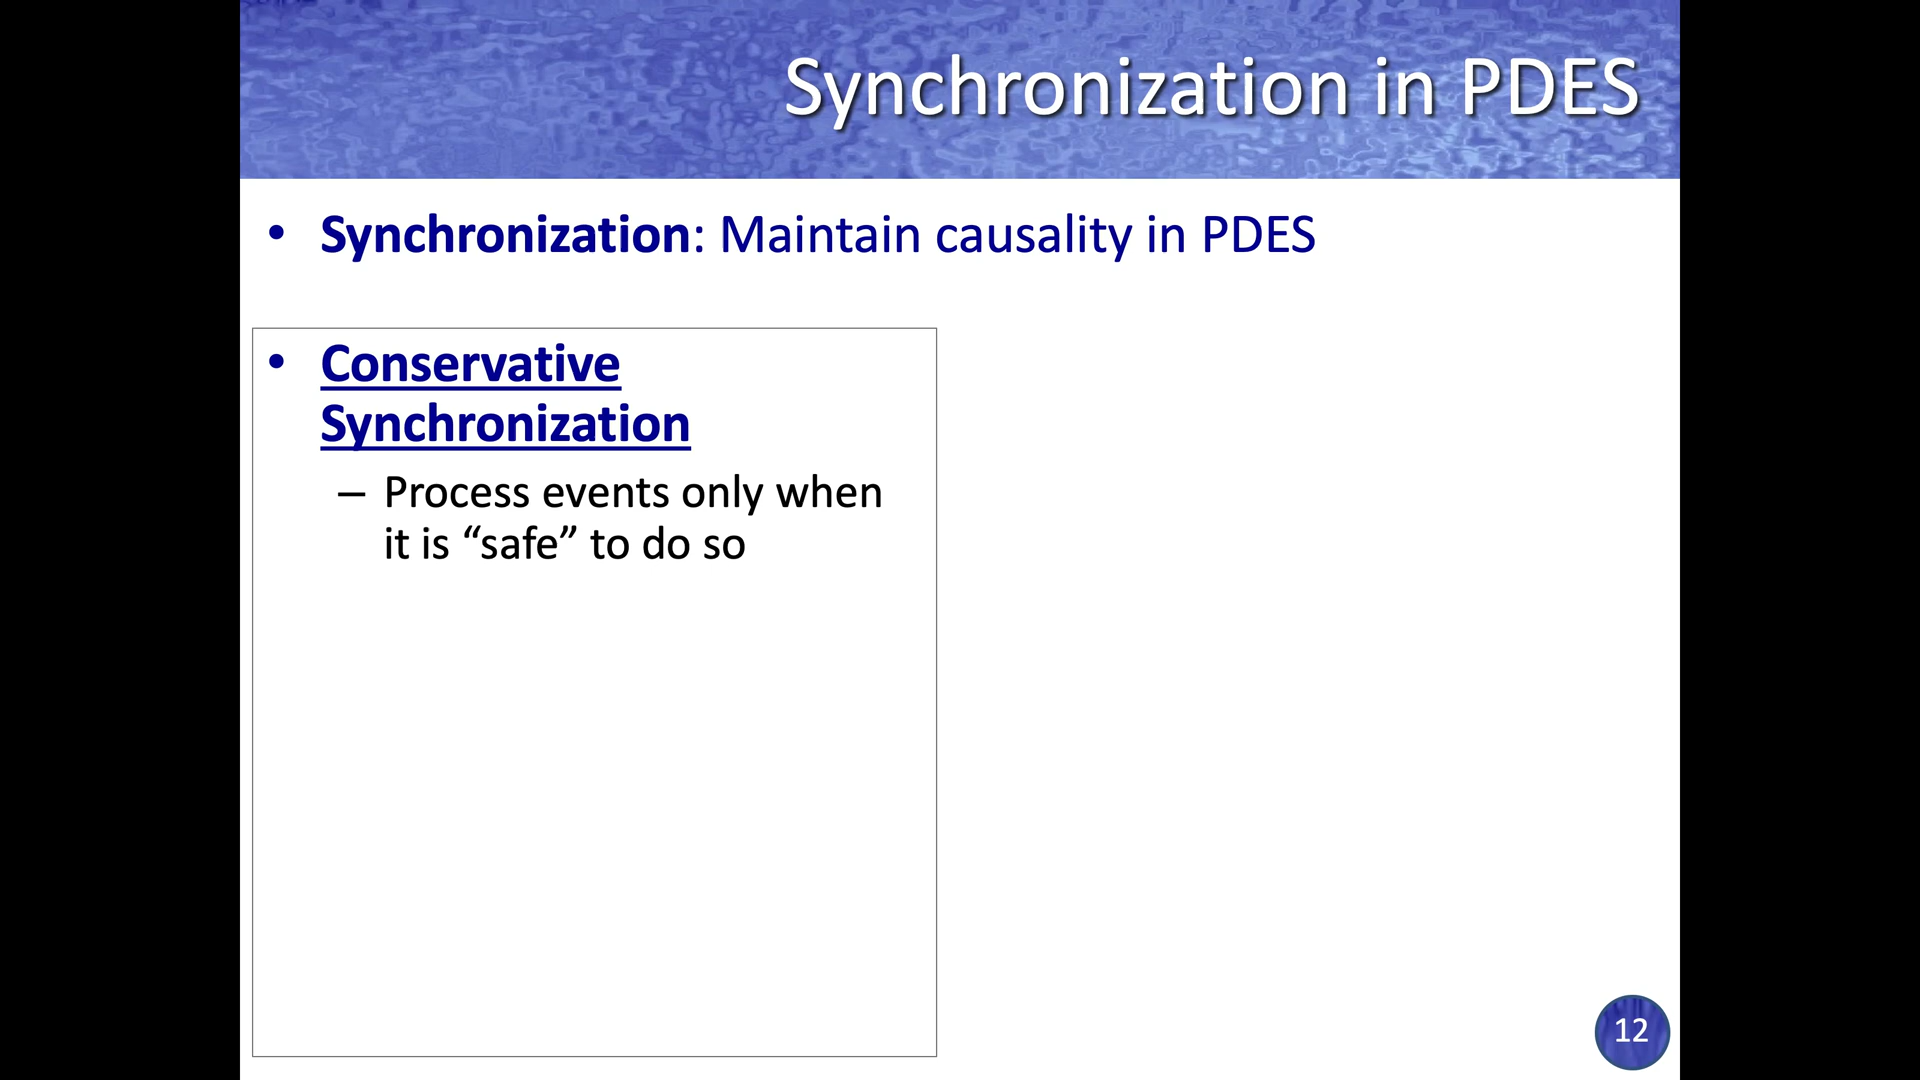 Synchronization in PDES
• Synchronization: Maintain causality in PDES
• Conservative
Synchronization
– Process events only when
it is “safe” to do so
12